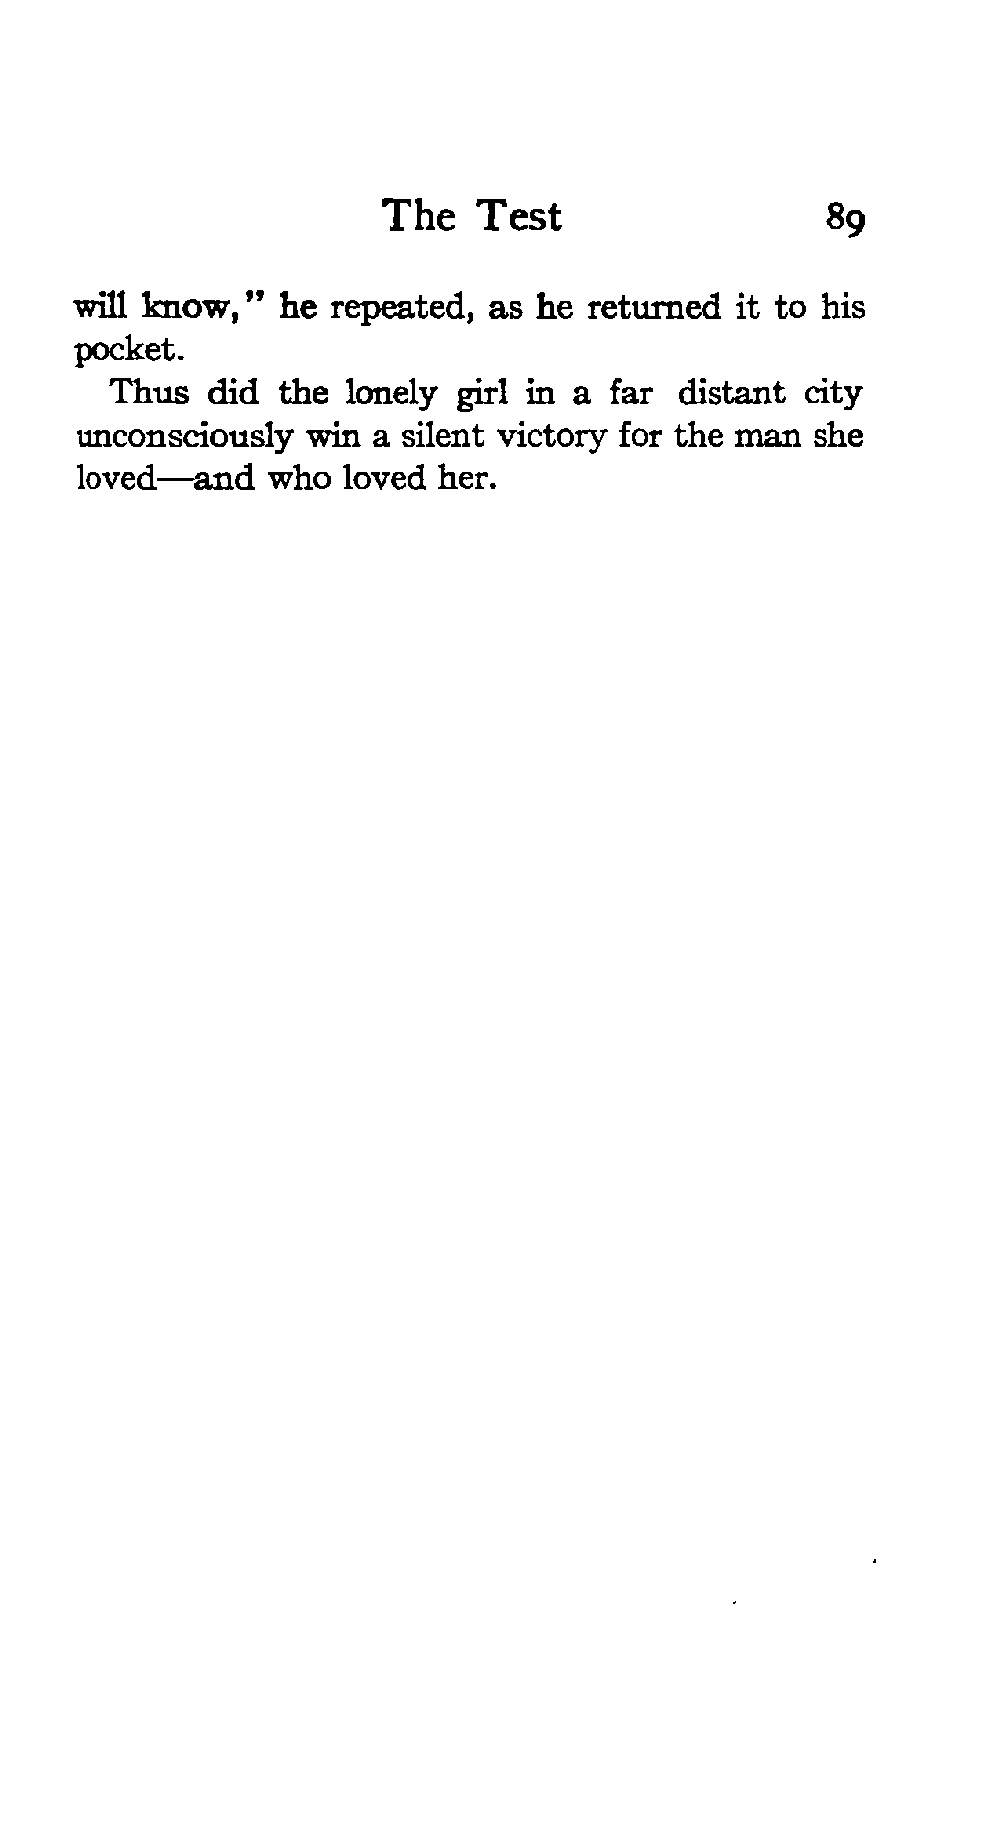 The Test 89
will know," he repeated, as he returned it to his
pocket.
Thus did the lonely girl in a far distant city
unconsciously win a silent victory for the man she
loved—and who loved her.